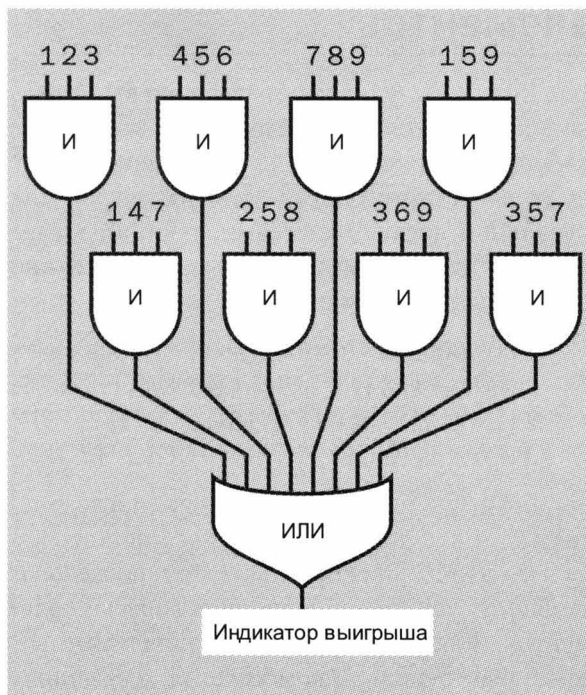 123 456 789 159
И И И И
147 258 369 357
И И И И
ИЛИ
Индикатор выигрыша